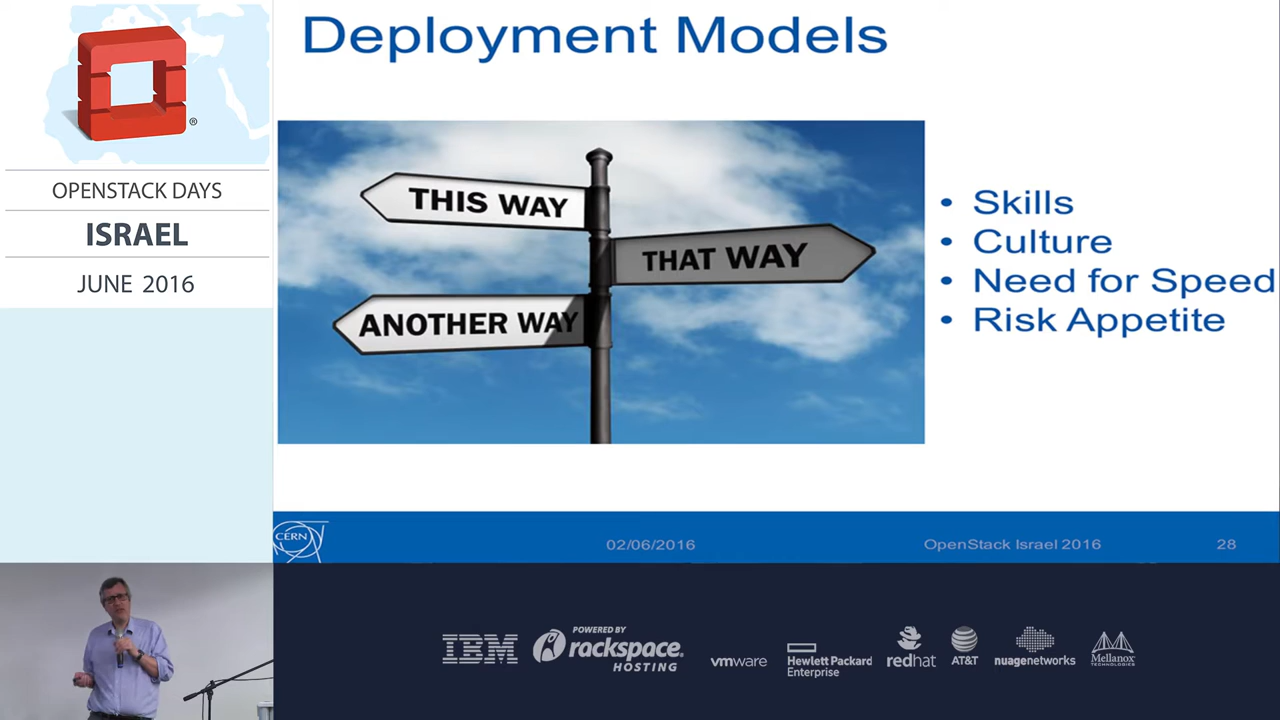 ®
OPENSTACK DAYS
ISRAEL
JUNE 2016
Deployment Models
THIS WAY
THAT WAY
ANOTHER WAY
• Skills
• Culture
• Need for Speed
• Risk Appetite
CERN
02/06/2016
OpenStack Israel 2016
28
IBM
POWERED BY
rackspace
HOSTING
vmware
Hewlett Packard
Enterprise
redhat
AT&T
nuagenetworks
Mellanox
TECHNOLOGIES